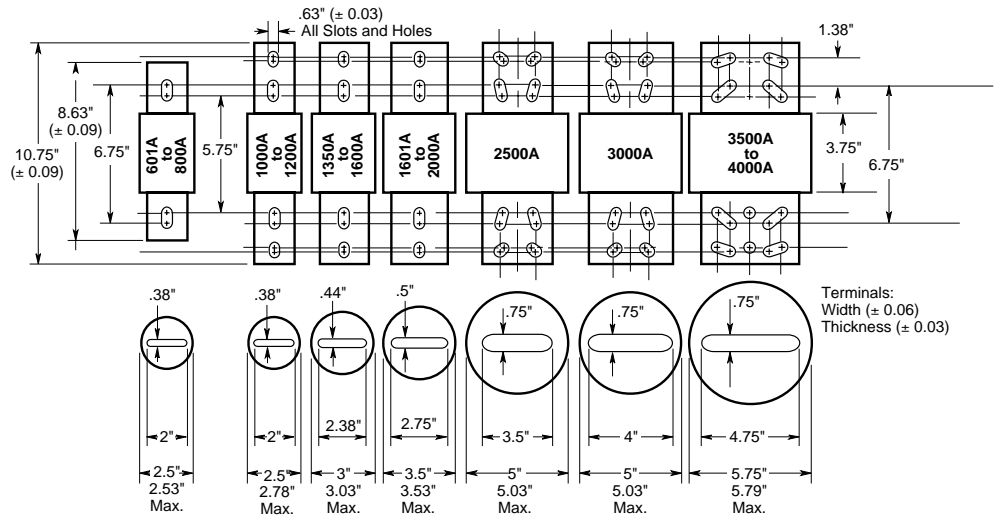 .63" (± 0.03)
All Slots and Holes
1.38"
8.63"
(± 0.09)
10.75"
(± 0.09)
6.75"
5.75"
601A
to
800A
1000A
to
1200A
1350A
to
1600A
1601A
to
2000A
2500A
3000A
3500A
to
4000A
3.75"
6.75"
.38"
.38"
.44"
.5"
.75"
.75"
.75"
Terminals:
Width (± 0.06)
Thickness (± 0.03)
2"
2"
2.38"
2.75"
3.5"
4"
4.75"
2.5"
2.53"
Max.
2.5"
2.78"
Max.
3"
3.03"
Max.
3.5"
3.53"
Max.
5"
5.03"
Max.
5"
5.03"
Max.
5.75"
5.79"
Max.